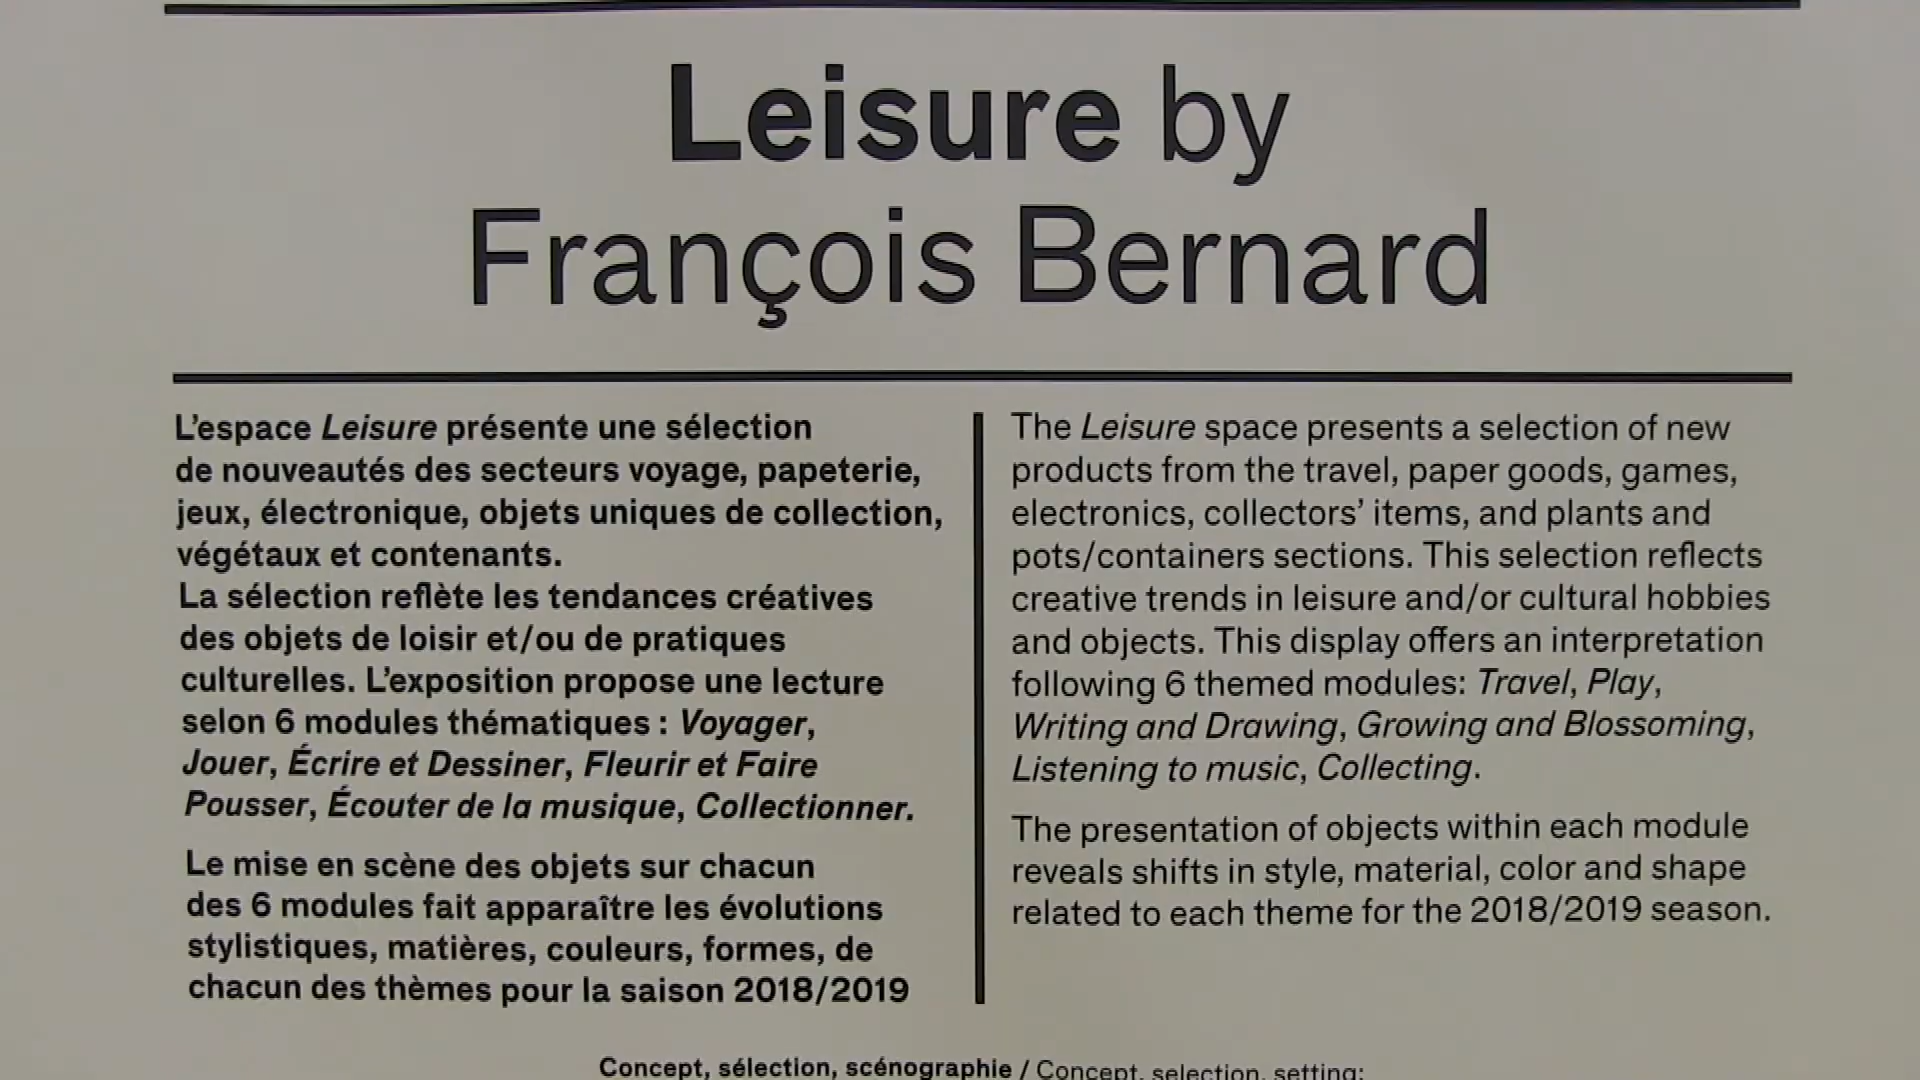 Leisure by
François Bernard
L’espace Leisure présente une sélection
de nouveautés des secteurs voyage, papeterie,
jeux, électronique, objets uniques de collection,
végétaux et contenants.
La sélection reflète les tendances créatives
des objets de loisir et/ou de pratiques
culturelles. L’exposition propose une lecture
selon 6 modules thématiques : Voyager,
Jouer, Écrire et Dessiner, Fleurir et Faire
Pousser, Écouter de la musique, Collectionner.
Le mise en scène des objets sur chacun
des 6 modules fait apparaître les évolutions
stylistiques, matières, couleurs, formes, de
chacun des thèmes pour la saison 2018/2019
The Leisure space presents a selection of new
products from the travel, paper goods, games,
electronics, collectors’ items, and plants and
pots/containers sections. This selection reflects
creative trends in leisure and/or cultural hobbies
and objects. This display offers an interpretation
following 6 themed modules: Travel, Play,
Writing and Drawing, Growing and Blossoming,
Listening to music, Collecting.
The presentation of objects within each module
reveals shifts in style, material, color and shape
related to each theme for the 2018/2019 season.
Concept, sélection, scénographie / Concept, selection, setting: